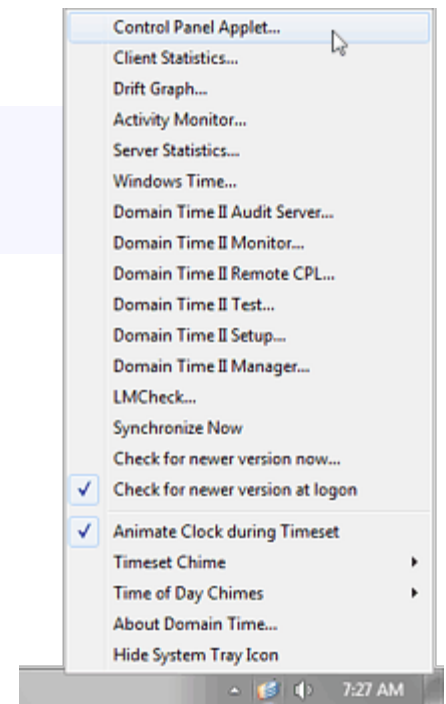 Control Panel Applet...
Client Statistics...
Drift Graph...
Activity Monitor...
Server Statistics...
Windows Time...
Domain Time II Audit Server...
Domain Time II Monitor...
Domain Time II Remote CPL...
Domain Time II Test...
Domain Time II Setup...
Domain Time II Manager...
LMCheck...
Synchronize Now
Check for newer version now...
Check for newer version at logon
Animate Clock during Timeset
Timeset Chime
Time of Day Chimes
About Domain Time...
Hide System Tray Icon
7:27 AM